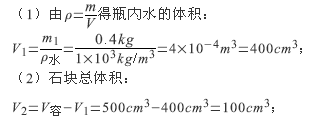 （1）由ρ=m/V得瓶内水的体积：
V₁=m₁/ρ水=0.4kg/1×10³kg/m³=4×10⁻⁴m³=400cm³；
（2）石块总体积：
V₂=V容-V₁=500cm³-400cm³=100cm³；